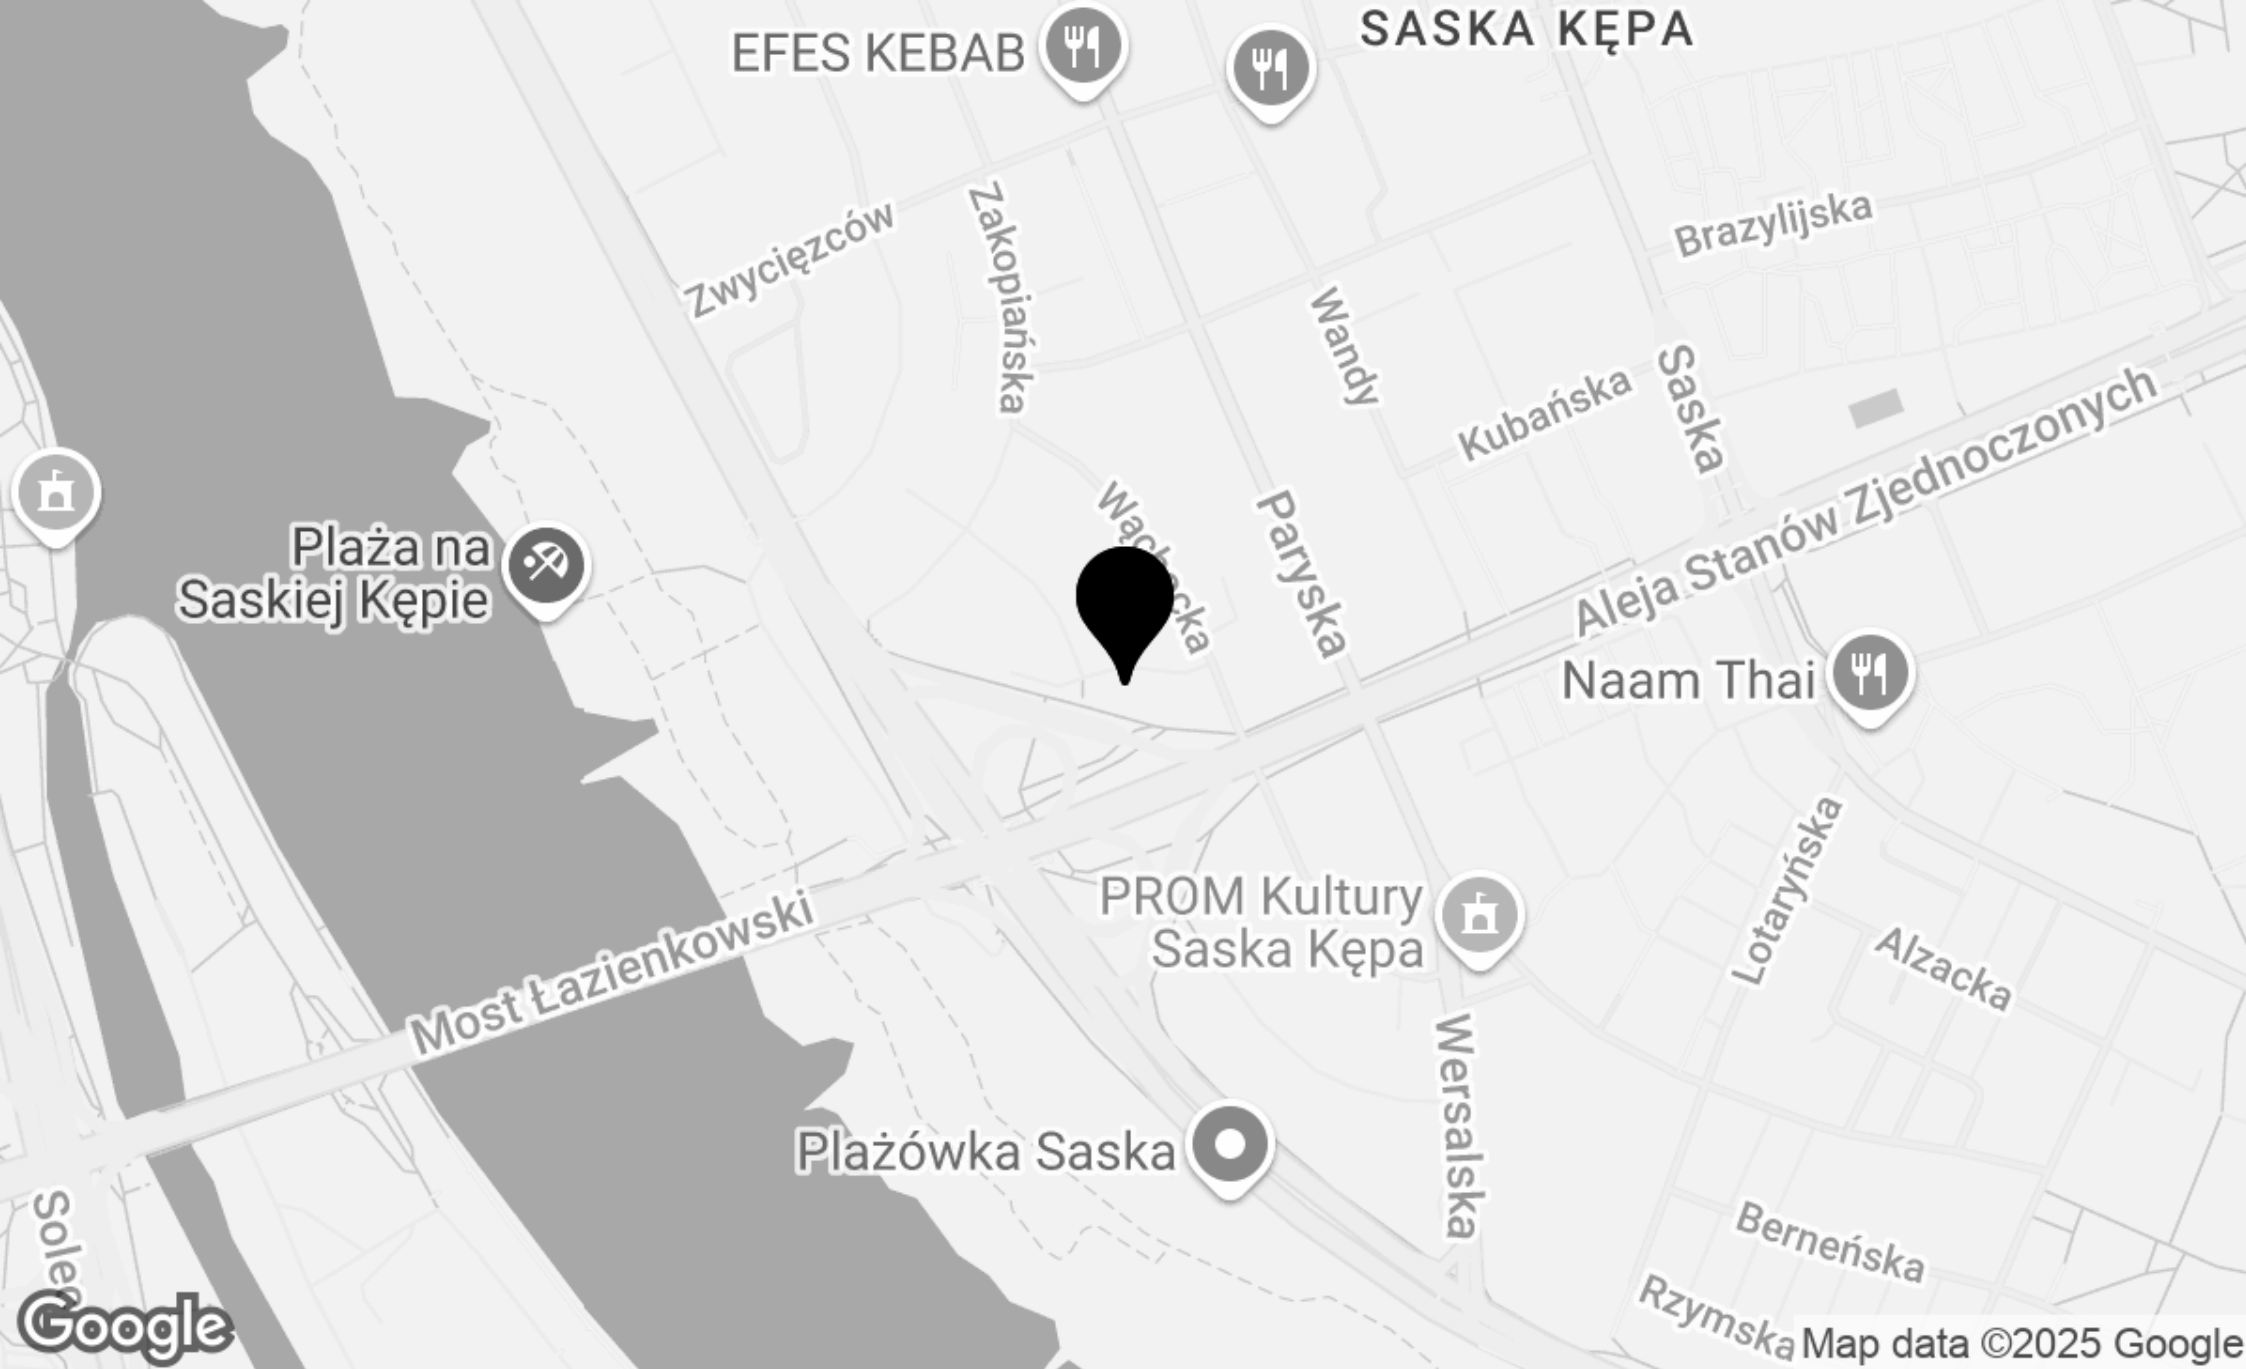 SASKA KĘPA
EFES KEBAB
Zwycięzców
Zakopiańska
Brazylijska
Wandy
Kubańska
Saska
Aleja Stanów Zjednoczonych
Paryska
Plaża na
Saskiej Kępie
Naam Thai
Lotaryńska
PROM Kultury
Saska Kępa
Most Łazienkowski
Alzacka
Wersalska
Plażówka Saska
Solec
Berneńska
Rzymska
Google
Map data ©2025 Google